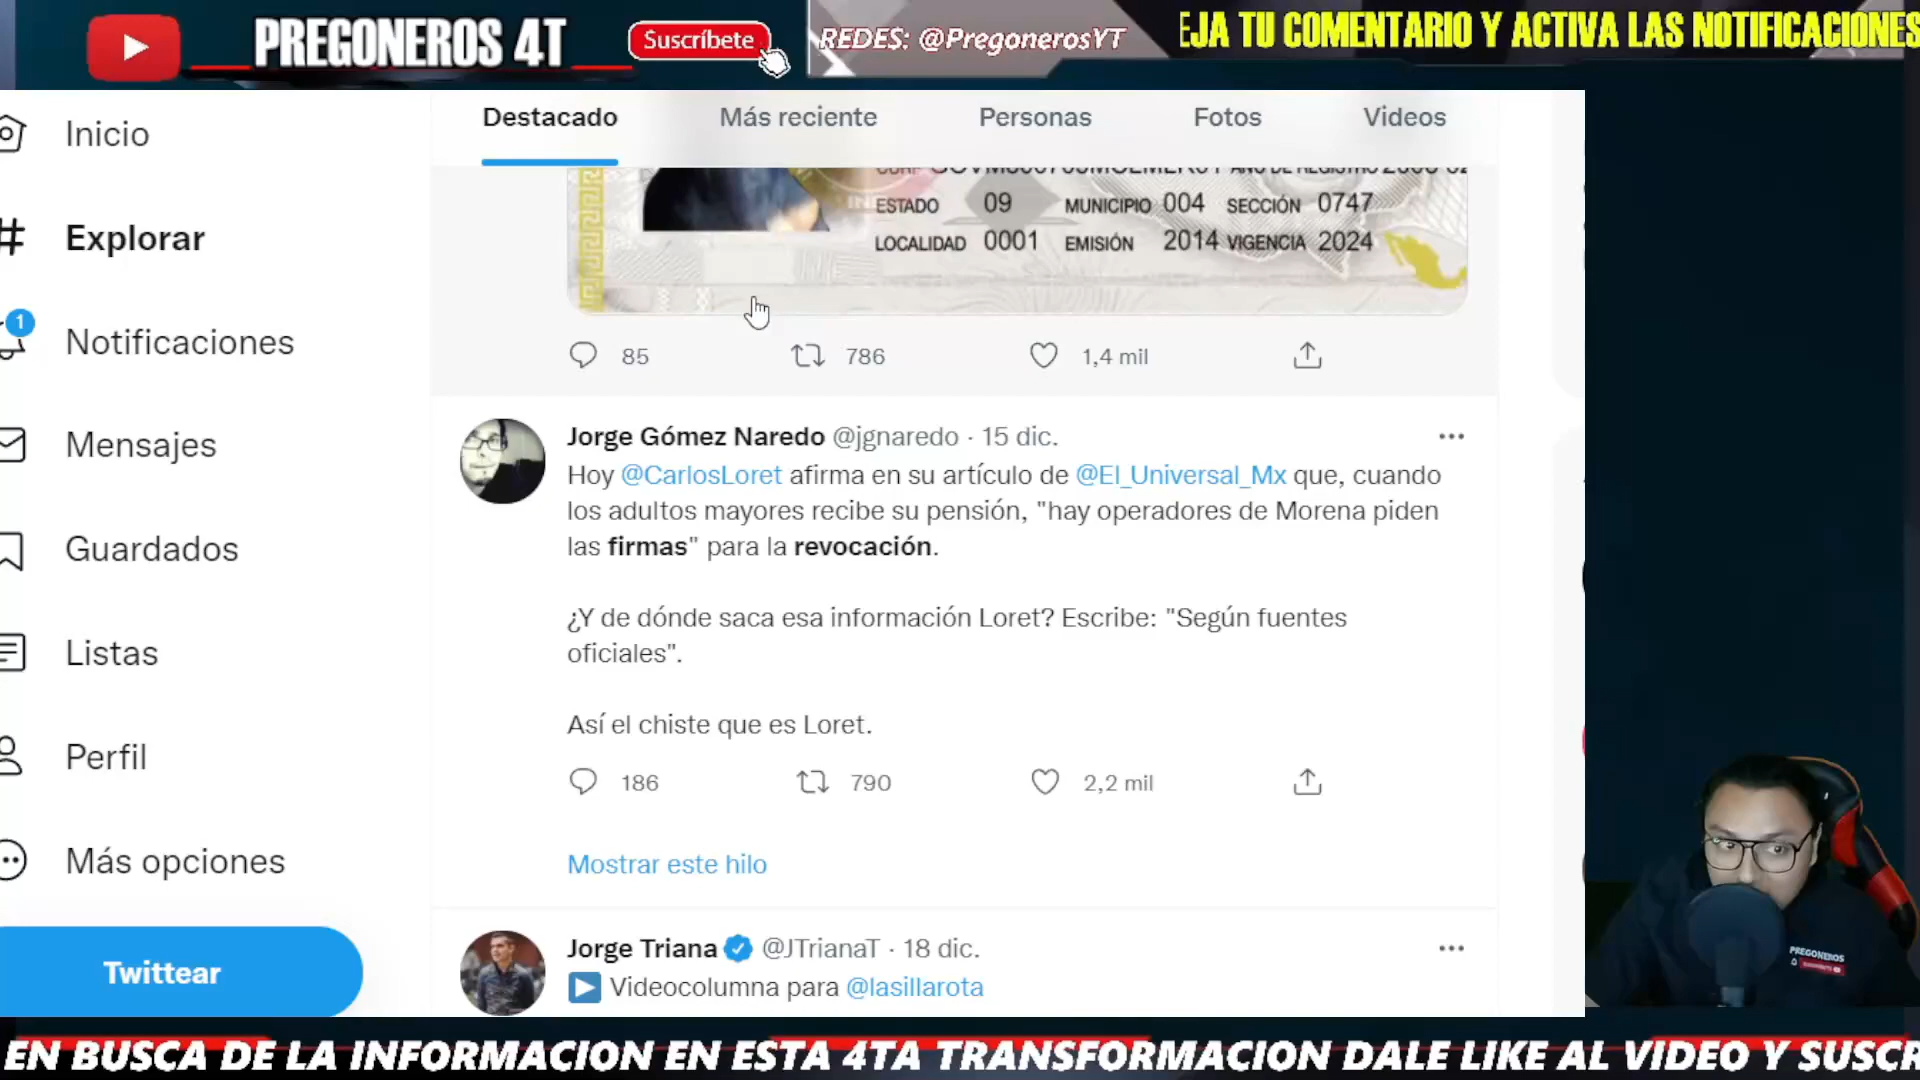 PREGONEROS 4T
Suscríbete
REDES: @PregonerosYT
EJA TU COMENTARIO Y ACTIVA LAS NOTIFICACIONES
Inicio
Explorar
1
Notificaciones
Mensajes
Guardados
Listas
Perfil
Más opciones
Twittear
Destacado Más reciente Personas Fotos Videos
ESTADO 09 MUNICIPIO 004 SECCIÓN 0747
LOCALIDAD 0001 EMISIÓN 2014 VIGENCIA 2024
85 786 1,4 mil
Jorge Gómez Naredo @jgnaredo · 15 dic.
Hoy @CarlosLoret afirma en su artículo de @El_Universal_Mx que, cuando
los adultos mayores recibe su pensión, "hay operadores de Morena piden
las firmas" para la revocación.
¿Y de dónde saca esa información Loret? Escribe: "Según fuentes
oficiales".
Así el chiste que es Loret.
186 790 2,2 mil
Mostrar este hilo
Jorge Triana @JTrianaT · 18 dic.
Videocolumna para @lasillarota
PREGONEROS
EN BUSCA DE LA INFORMACION EN ESTA 4TA TRANSFORMACION DALE LIKE AL VIDEO Y SUSCR